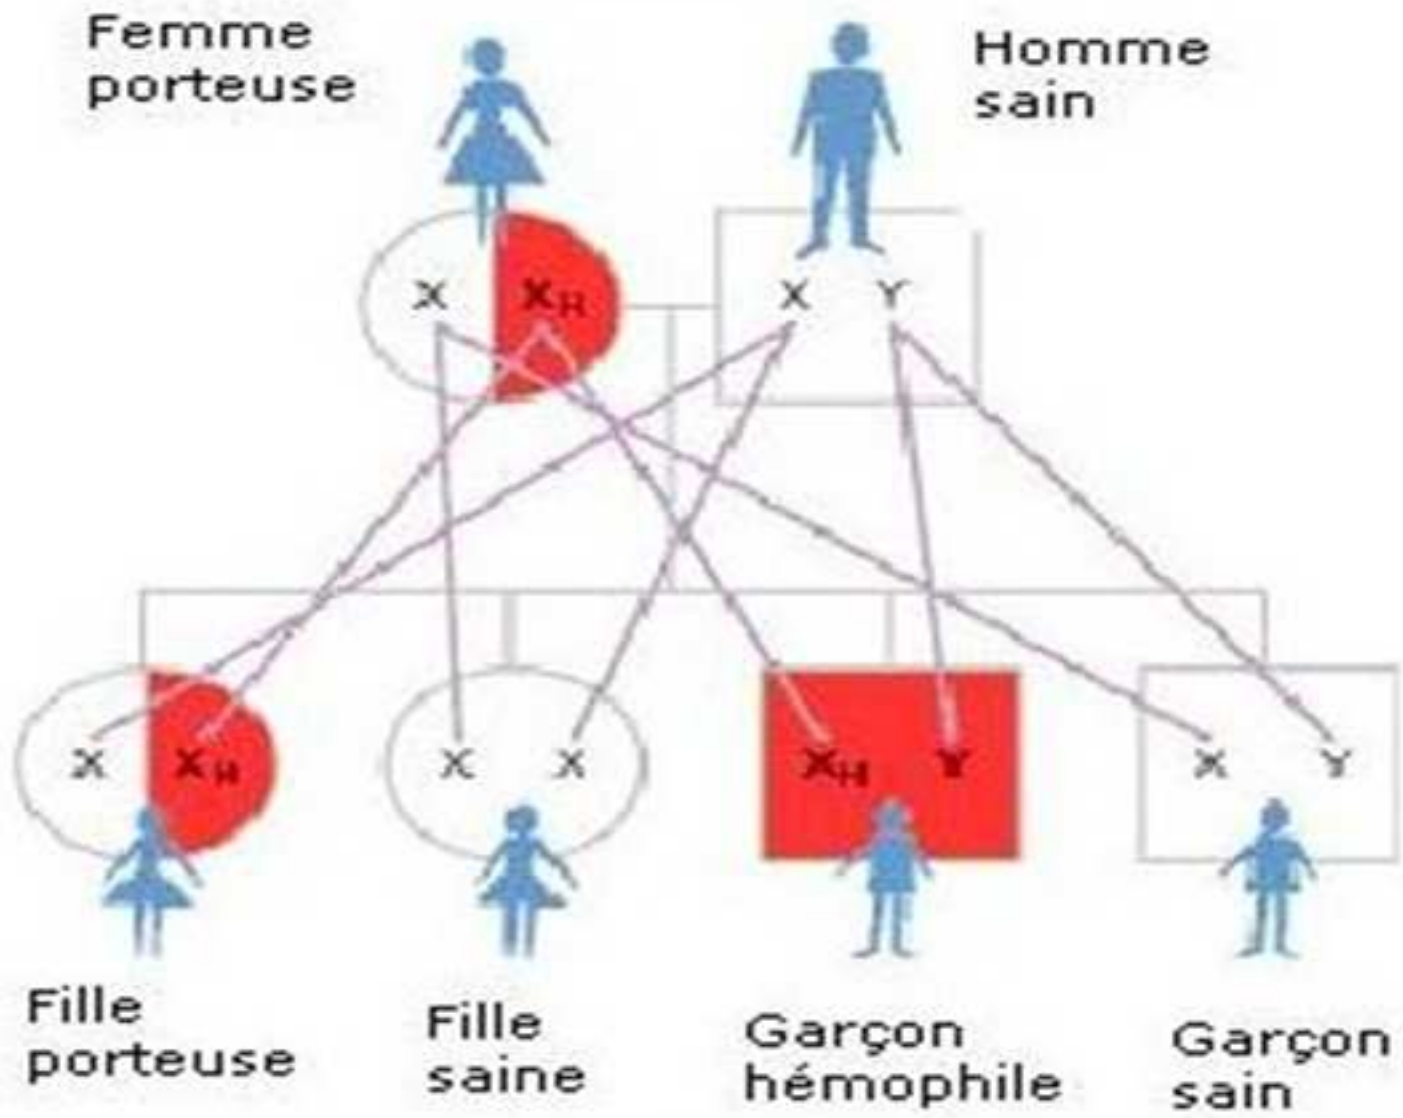 Femme
porteuse
Homme
sain
X XH
X Y
X XH
X X
XH Y
X Y
Fille
porteuse
Fille
saine
Garçon
hémophile
Garçon
sain